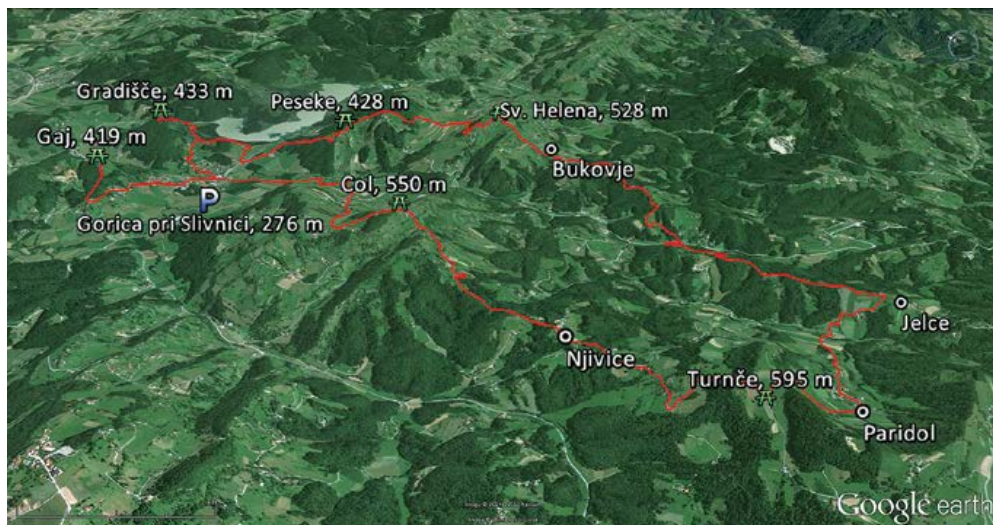 Gradišče, 433 m
Peseke, 428 m
Sv. Helena, 528 m
Gaj, 419 m
Bukovje
Col, 550 m
P
Gorica pri Slivnici, 276 m
Jelce
Njivice
Turnče, 595 m
Paridol
Google earth